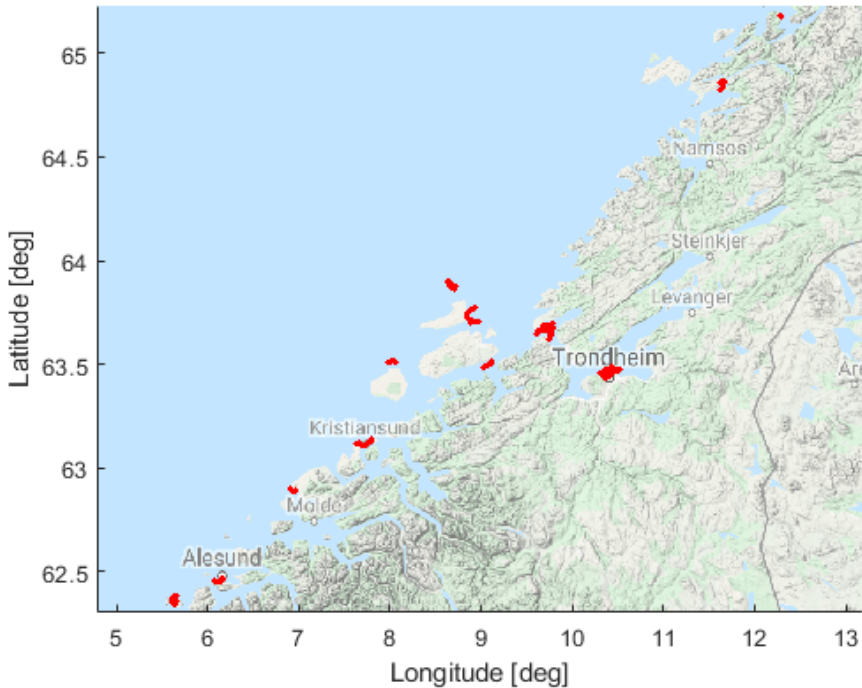 65
64.5
64
63.5
63
62.5
Latitude [deg]
Namsos
Steinkjer
Levanger
Trondheim
Åre
Kristiansund
Molde
Alesund
5 6 7 8 9 10 11 12 13
Longitude [deg]